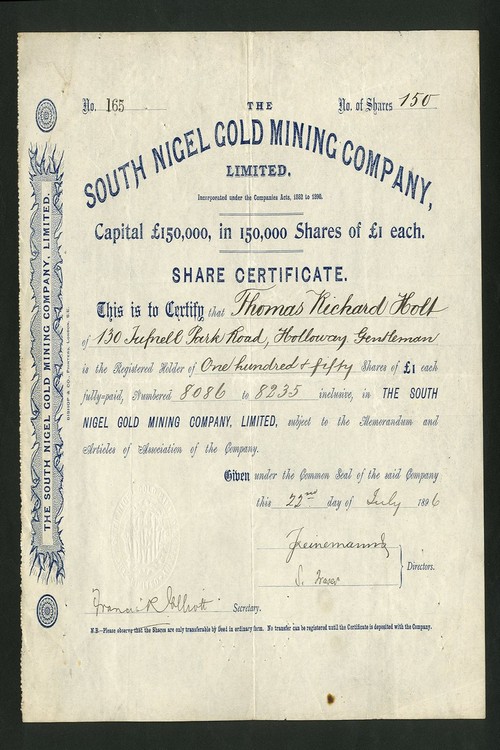 No. 165
THE
No. of Shares 150
SOUTH NIGEL GOLD MINING COMPANY,
LIMITED.
Incorporated under the Companies Acts, 1862 to 1890.
Capital £150,000, in 150,000 Shares of £1 each.
SHARE CERTIFICATE.
This is to Certify that Thomas Richard Holt
of 130 Tufnell Park Road, Holloway, Gentleman
is the Registered Holder of One hundred & fifty Shares of £1 each
fully-paid, Numbered 8086 to 8235 inclusive, in THE SOUTH
NIGEL GOLD MINING COMPANY, LIMITED, subject to the Memorandum and
Articles of Association of the Company.
Given under the Common Seal of the said Company
this 22nd day of July 1896
Directors.
Secretary.
N.B.—Please observe that the Shares are only transferable by Deed in ordinary form. No transfer can be registered until the Certificate is deposited with the Company.
THE SOUTH NIGEL GOLD MINING COMPANY, LIMITED.